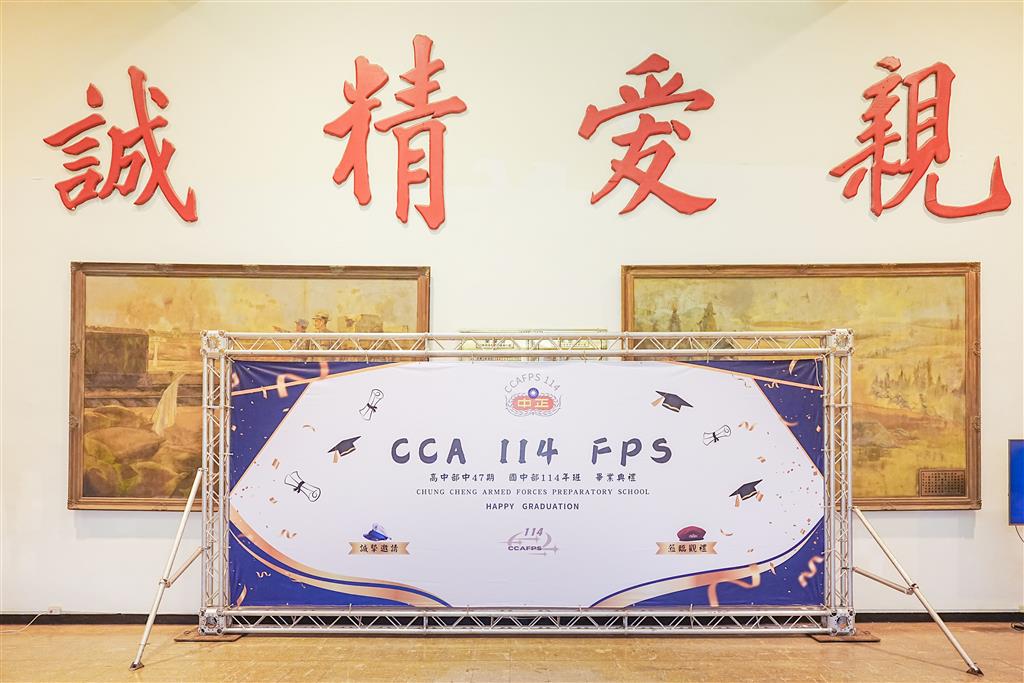 親愛精誠
CCAFPS 114
中正
CCA 114 FPS
高中部中47期 國中部114年班 畢業典禮
CHUNG CHENG ARMED FORCES PREPARATORY SCHOOL
HAPPY GRADUATION
誠摯邀請
114
CCAFPS
蒞臨觀禮